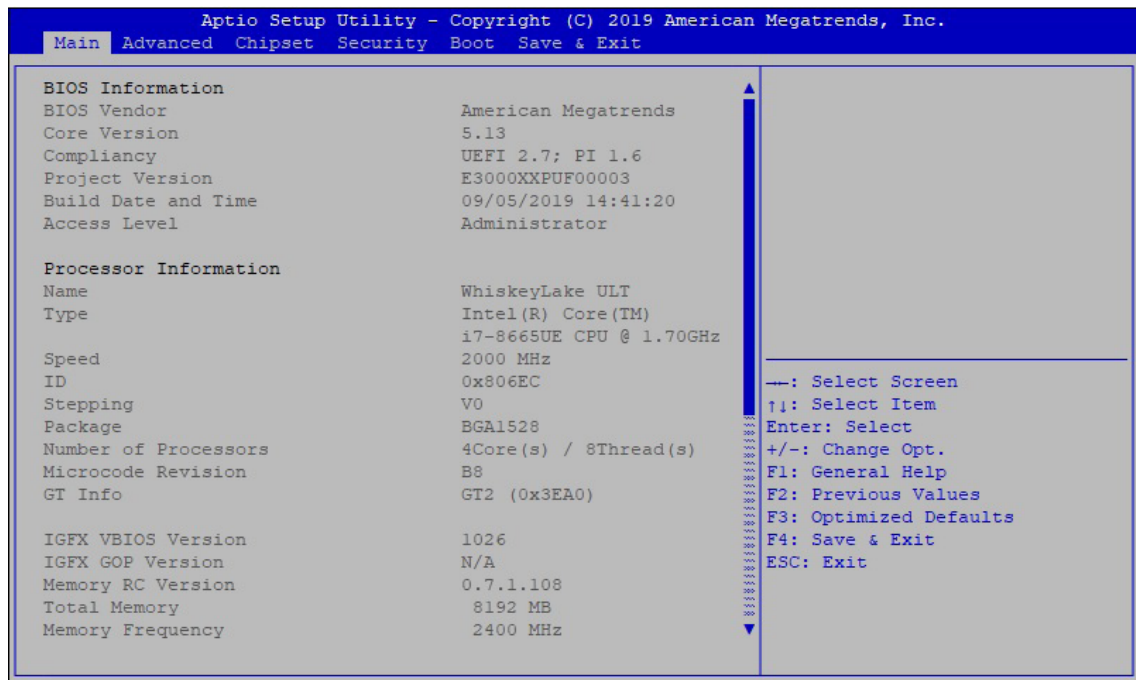 Aptio Setup Utility - Copyright (C) 2019 American Megatrends, Inc.
Main Advanced Chipset Security Boot Save & Exit
BIOS Information
BIOS Vendor American Megatrends
Core Version 5.13
Compliancy UEFI 2.7; PI 1.6
Project Version E3000XXPUF00003
Build Date and Time 09/05/2019 14:41:20
Access Level Administrator
Processor Information
Name WhiskeyLake ULT
Type Intel(R) Core(TM)
i7-8665UE CPU @ 1.70GHz
Speed 2000 MHz
ID 0x806EC
Stepping V0
Package BGA1528
Number of Processors 4Core(s) / 8Thread(s)
Microcode Revision B8
GT Info GT2 (0x3EA0)
IGFX VBIOS Version 1026
IGFX GOP Version N/A
Memory RC Version 0.7.1.108
Total Memory 8192 MB
Memory Frequency 2400 MHz
→←: Select Screen
↑↓: Select Item
Enter: Select
+/-: Change Opt.
F1: General Help
F2: Previous Values
F3: Optimized Defaults
F4: Save & Exit
ESC: Exit